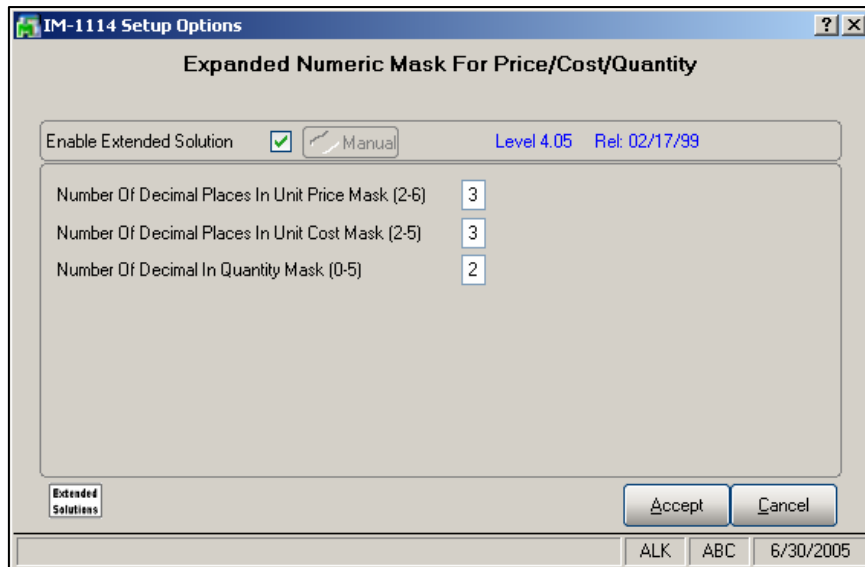 IM-1114 Setup Options
Expanded Numeric Mask For Price/Cost/Quantity
Enable Extended Solution Manual Level 4.05 Rel: 02/17/99
Number Of Decimal Places In Unit Price Mask (2-6) 3
Number Of Decimal Places In Unit Cost Mask (2-5) 3
Number Of Decimal In Quantity Mask (0-5) 2
Extended
Solutions
Accept Cancel
ALK ABC 6/30/2005